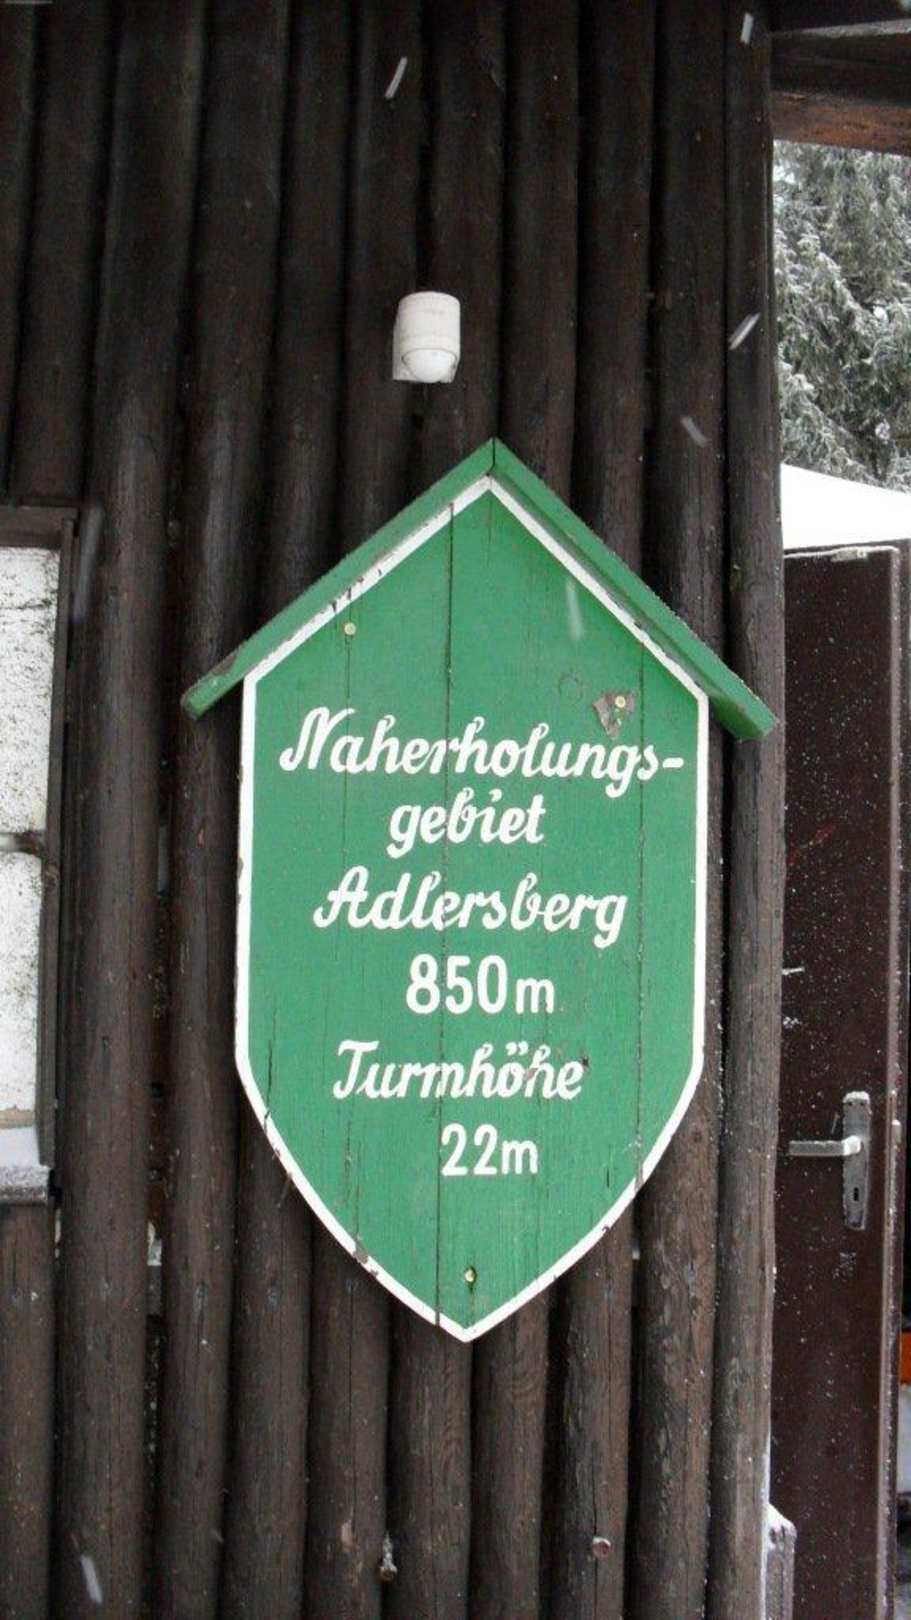 Naherholungs-
gebiet
Adlersberg
850m
Turmhöhe
22m